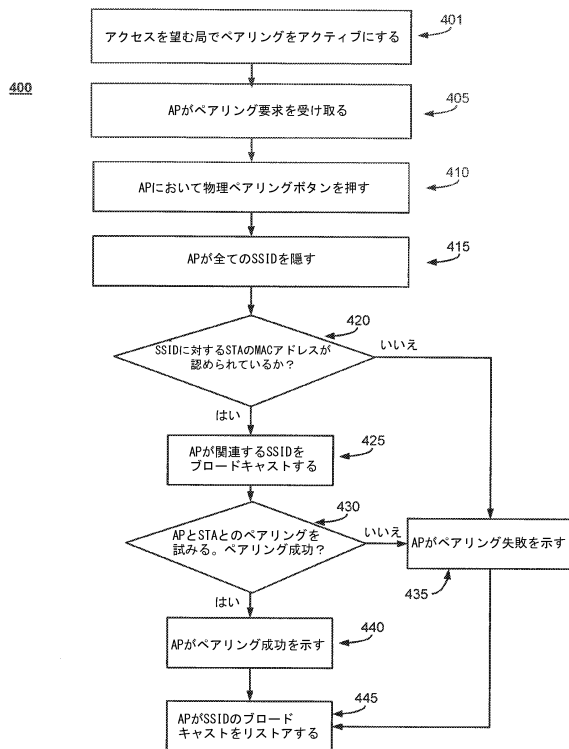 400
アクセスを望む局でペアリングをアクティブにする
401
APがペアリング要求を受け取る
405
APにおいて物理ペアリングボタンを押す
410
APが全てのSSIDを隠す
415
420
SSIDに対するSTAのMACアドレスが
認められているか？
いいえ
はい
APが関連するSSIDを
ブロードキャストする
425
430
APとSTAとのペアリングを
試みる。ペアリング成功？
いいえ
APがペアリング失敗を示す
435
はい
APがペアリング成功を示す
440
APがSSIDのブロード
キャストをリストアする
445